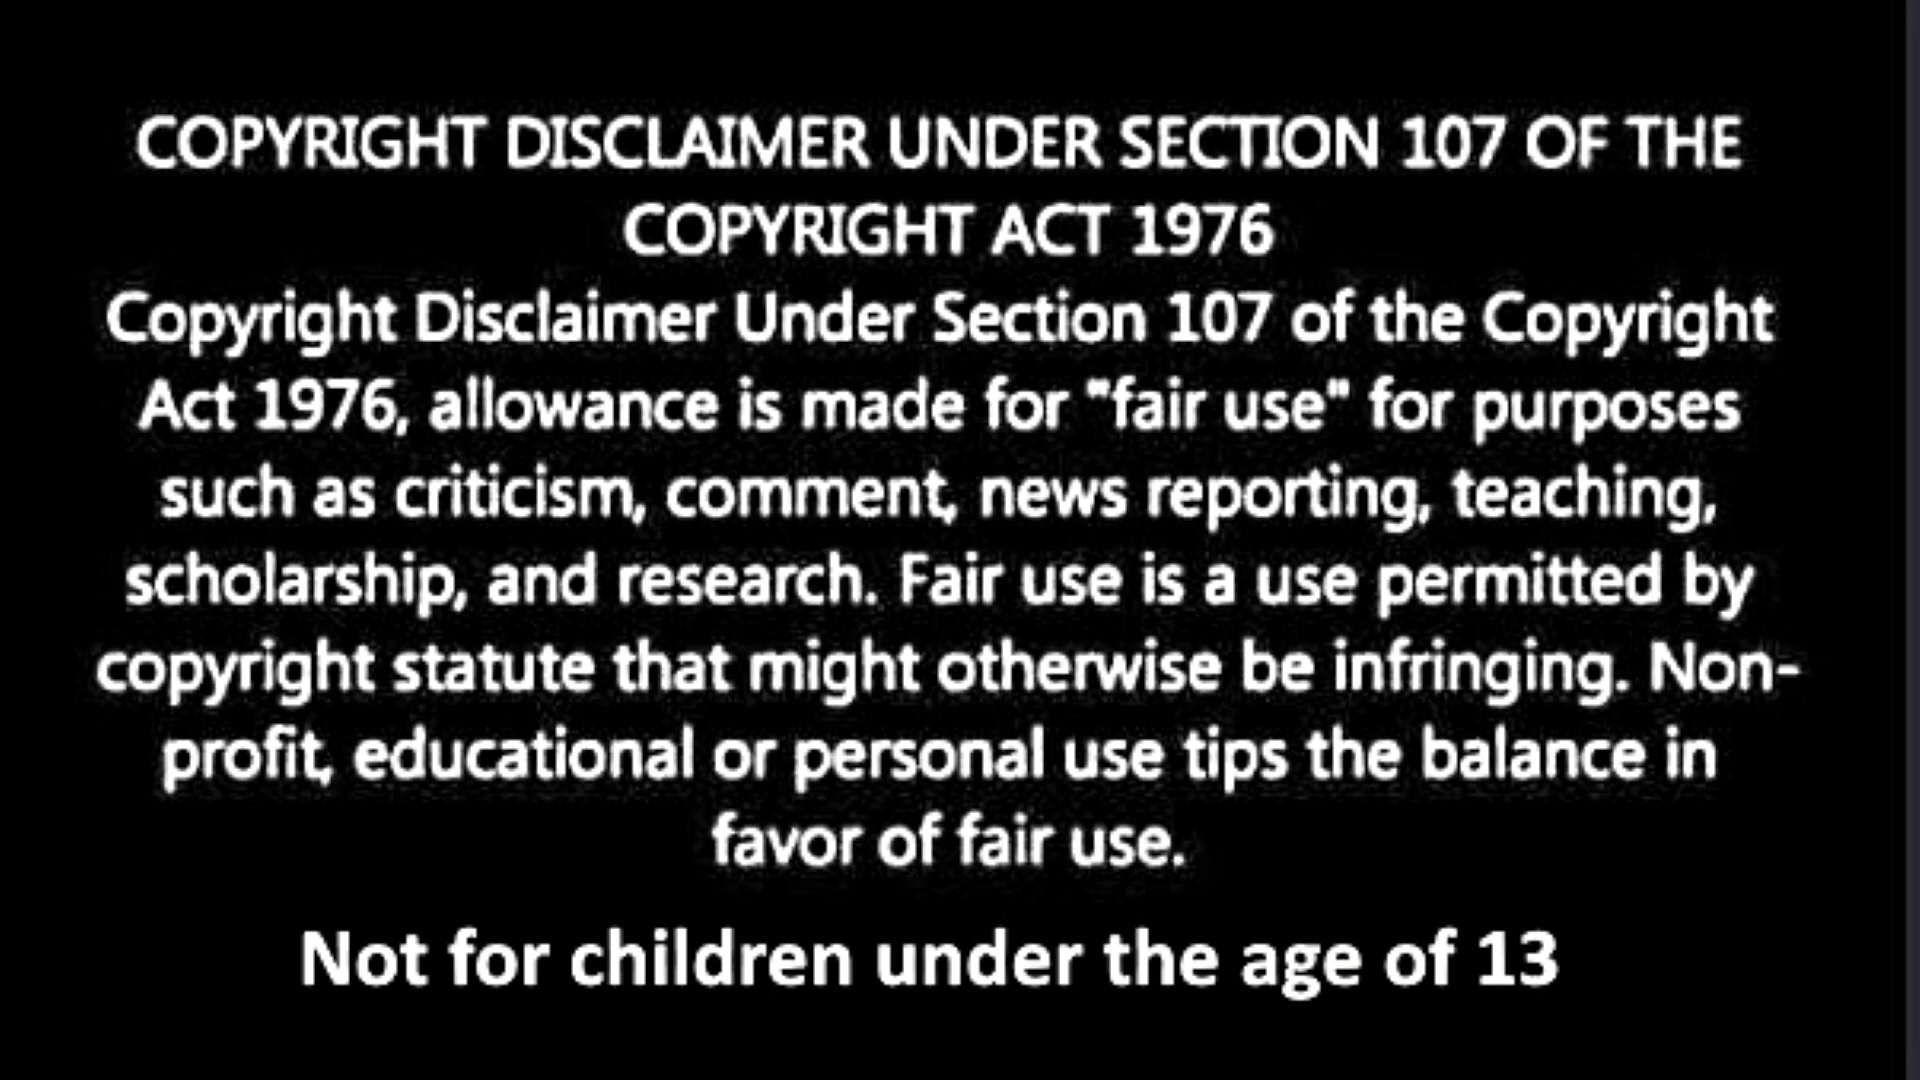 COPYRIGHT DISCLAIMER UNDER SECTION 107 OF THE
COPYRIGHT ACT 1976
Copyright Disclaimer Under Section 107 of the Copyright
Act 1976, allowance is made for "fair use" for purposes
such as criticism, comment, news reporting, teaching,
scholarship, and research. Fair use is a use permitted by
copyright statute that might otherwise be infringing. Non-
profit, educational or personal use tips the balance in
favor of fair use.
Not for children under the age of 13